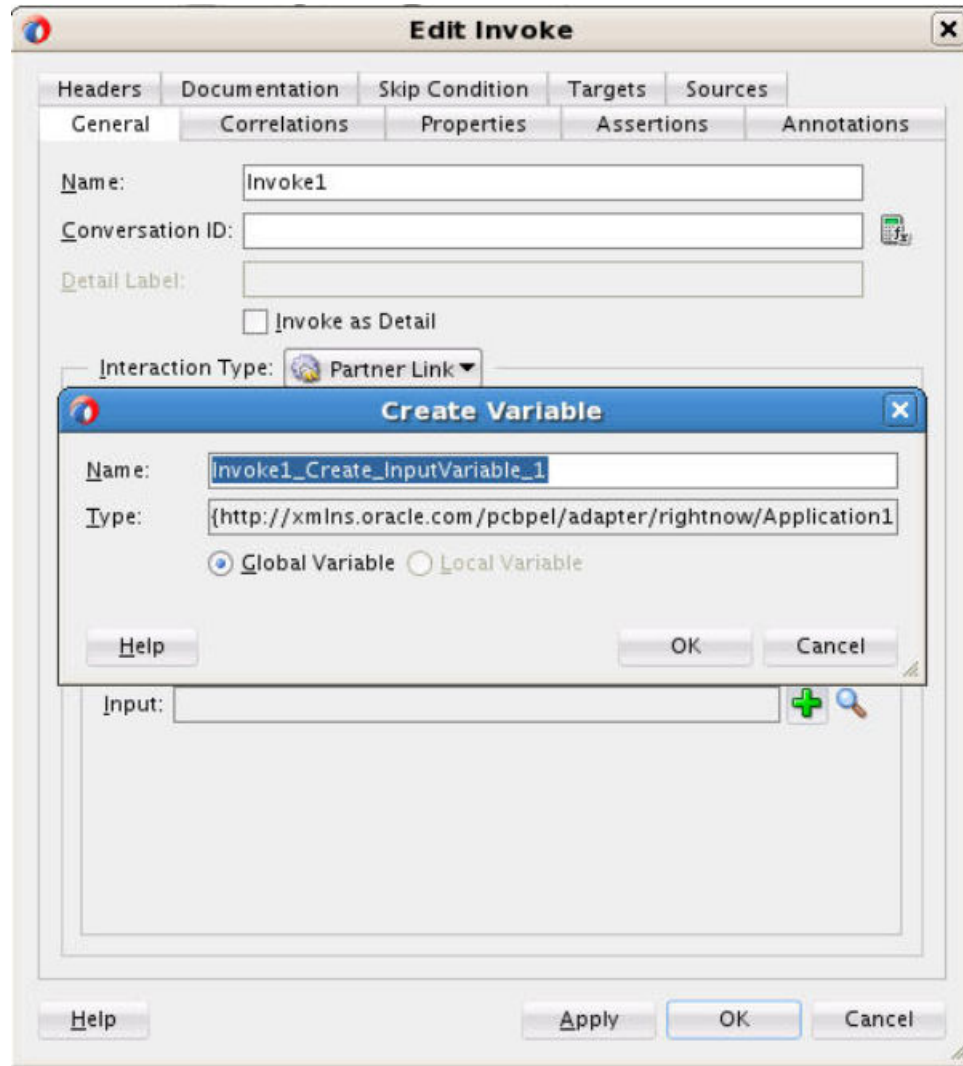 Edit Invoke
Headers Documentation Skip Condition Targets Sources
General Correlations Properties Assertions Annotations
Name: Invoke1
Conversation ID:
Detail Label:
Invoke as Detail
Interaction Type: Partner Link
Create Variable
Name: Invoke1_Create_InputVariable_1
Type: {http://xmlns.oracle.com/pcbpel/adapter/rightnow/Application1
Global Variable Local Variable
Help OK Cancel
Input:
Help Apply OK Cancel